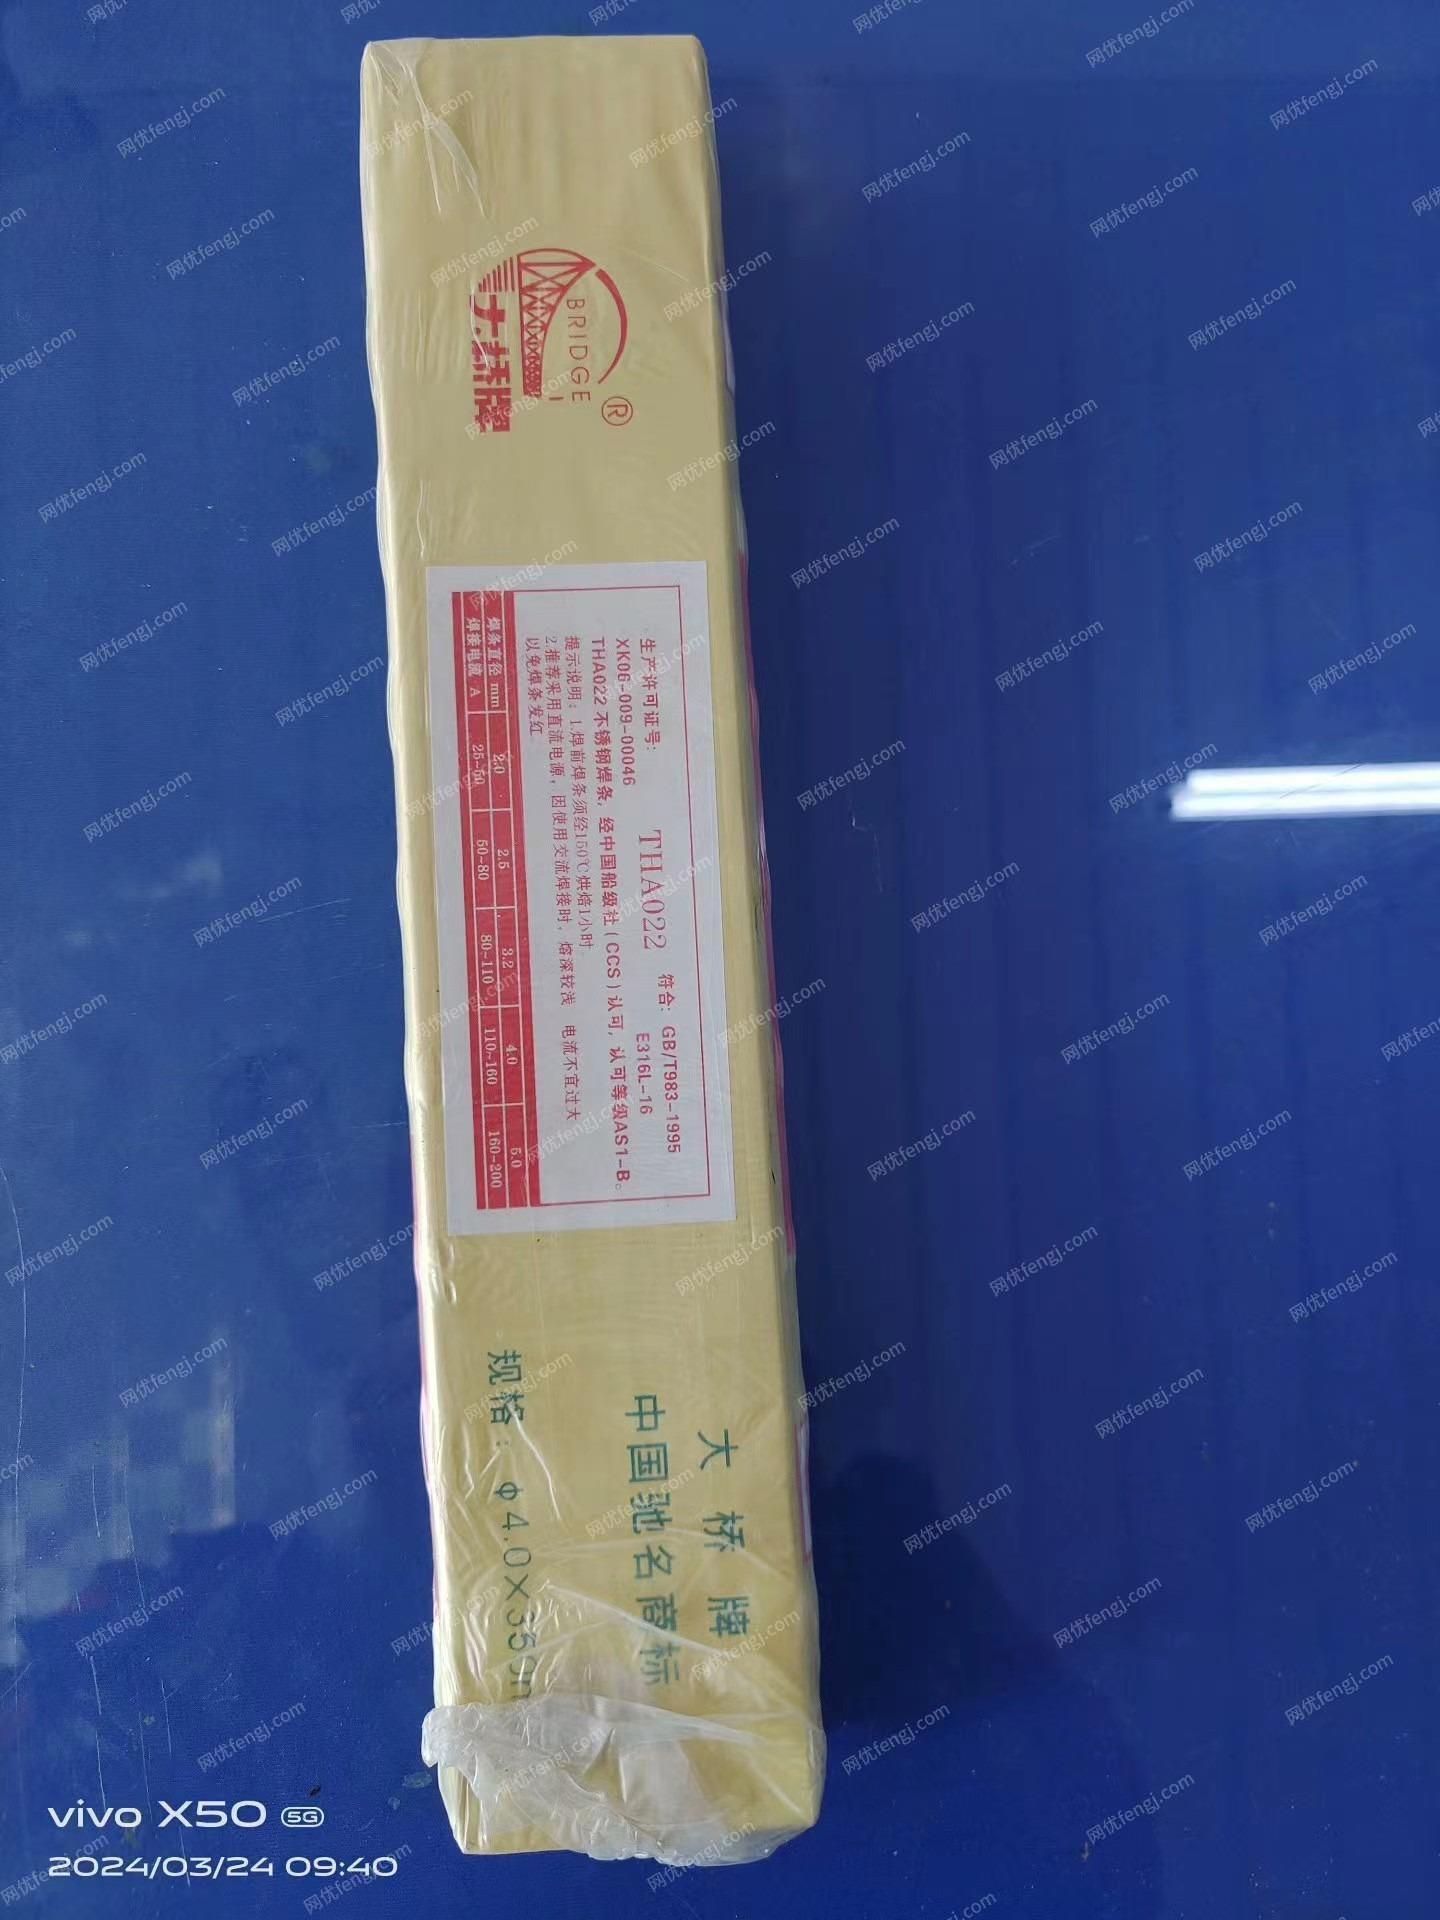 BRIDGE
®
大桥牌
生产许可证号:
XK06-009-00046
THA022
符合: GB/T983-1995
E316L-16
THA022 不锈钢焊条, 经中国船级社(CCS)认可, 认可等级AS1-B。
提示说明: 1.焊前焊条须经150℃烘焙1小时
2.推荐采用直流电源, 因使用交流焊接时, 熔深较浅 电流不宜过大
以免焊条发红
焊条直径 mm 2.0 2.5 3.2 4.0 5.0
焊接电流 A 25-50 50-80 80-110 110-160 160-200
大桥牌
中国驰名商标
规格: Φ4.0×350m
vivo X50 5G
2024/03/24 09:40
网优fengj.com